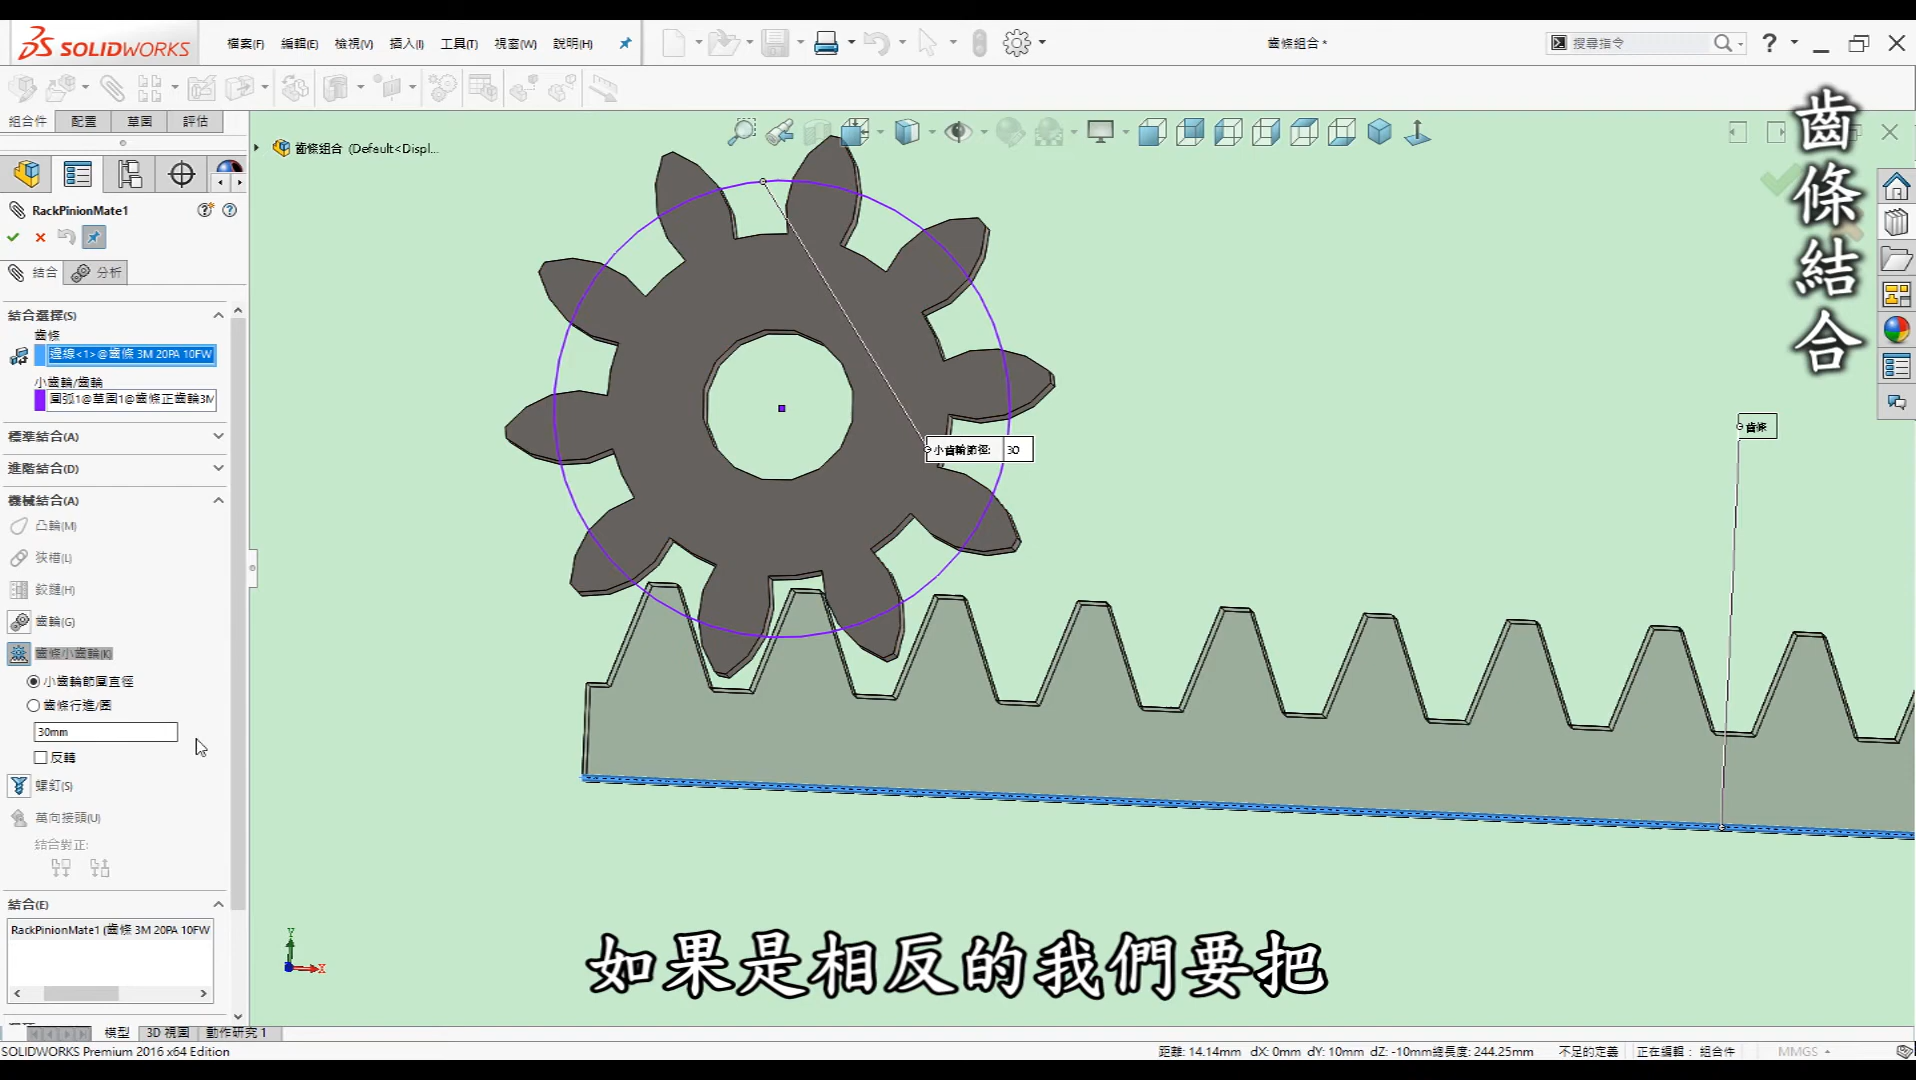 SOLIDWORKS
檔案(F)
編輯(E)
檢視(V)
插入(I)
工具(T)
視窗(W)
說明(H)
齒條組合 *
搜尋指令
組合件
配置
草圖
評估
齒條組合 (Default<Displ...
齒條結合
RackPinionMate1
結合
分析
結合選擇(S)
齒條
邊線<1>@齒條 3M 20PA 10FW
小齒輪/齒輪
圓弧1@草圖1@齒條正齒輪3M
標準結合(A)
進階結合(D)
機械結合(A)
凸輪(M)
狹槽(L)
鉸鏈(H)
齒輪(G)
齒條小齒輪(K)
小齒輪節圓直徑
齒條行進/圈
30mm
反轉
螺釘(S)
萬向接頭(U)
結合對正:
結合(E)
RackPinionMate1 (齒條 3M 20PA 10FW
小齒輪節徑: 30
齒條
Y
X
如果是相反的我們要把
模型
3D 視圖
動作研究 1
SOLIDWORKS Premium 2016 x64 Edition
距離: 14.14mm dX: 0mm dY: 10mm dZ: -10mm總長度: 244.25mm
不足的定義
正在編輯： 組合件
MMGS